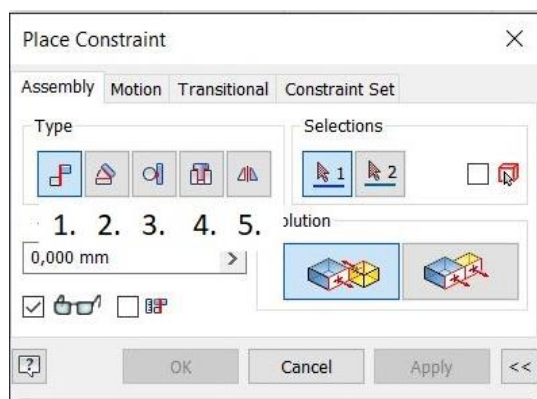 Place Constraint
Assembly Motion Transitional Constraint Set
Type
Selections
1 2
1. 2. 3. 4. 5.
olution
0,000 mm >
OK Cancel Apply <<